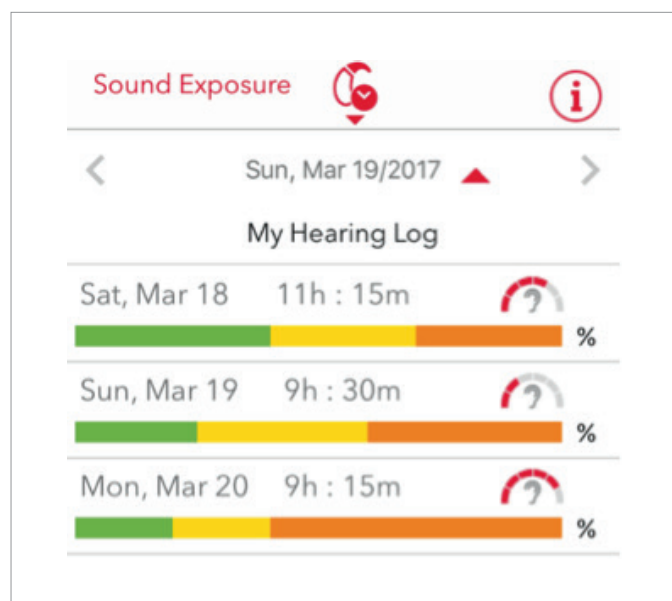 Sound Exposure i
Sun, Mar 19/2017
My Hearing Log
Sat, Mar 18 11h : 15m
%
Sun, Mar 19 9h : 30m
%
Mon, Mar 20 9h : 15m
%